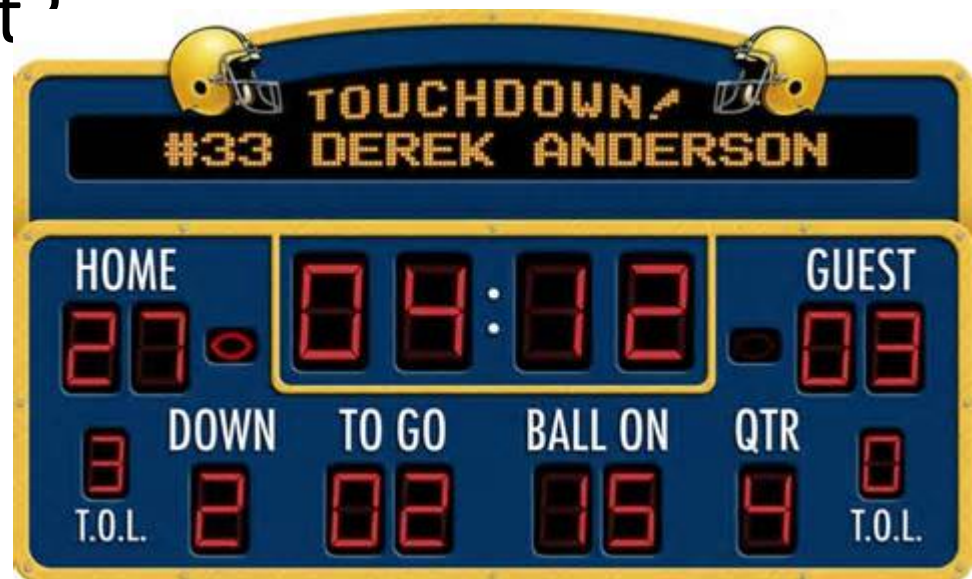 t ,
TOUCHDOWN!
#33 DEREK ANDERSON
HOME 04:12 GUEST
27 03
DOWN TO GO BALL ON QTR
3 2 02 15 4 0
T.O.L. T.O.L.